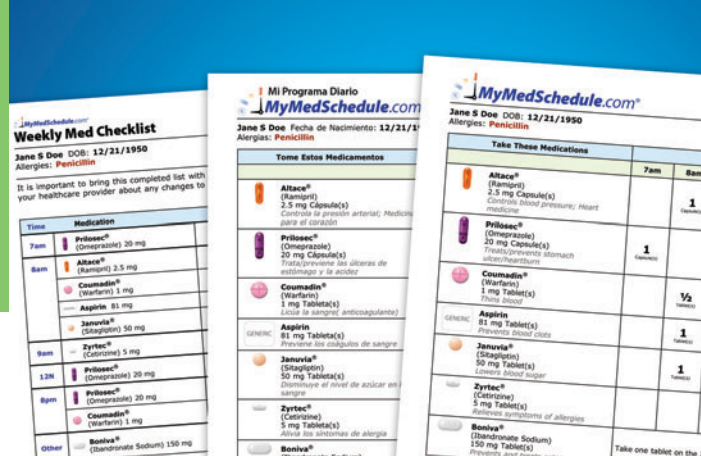 MyMedSchedule.com
Weekly Med Checklist
Jane S Doe DOB: 12/21/1950
Allergies: Penicillin
It is important to bring this completed list with
your healthcare provider about any changes to
Time Medication
7am Prilosec®
(Omeprazole) 20 mg
8am Altace®
(Ramipril) 2.5 mg
Coumadin®
(Warfarin) 1 mg
Aspirin 81 mg
Januvia®
(Sitagliptin) 50 mg
9am Zyrtec®
(Cetirizine) 5 mg
12N Prilosec®
(Omeprazole) 20 mg
8pm Prilosec®
(Omeprazole) 20 mg
Coumadin®
(Warfarin) 1 mg
Other Boniva®
(Ibandronate Sodium) 150 mg
Mi Programa Diario
MyMedSchedule.com
Jane S Doe Fecha de Nacimiento: 12/21/1
Alergias: Penicillin
Tome Estos Medicamentos
Altace®
(Ramipril)
2.5 mg Cápsula(s)
Controla la presión arterial; Medicine
para el corazón
Prilosec®
(Omeprazole)
20 mg Cápsula(s)
Trata/previene las úlceras de
estómago y la acidez
Coumadin®
(Warfarin)
1 mg Tableta(s)
Licúa la sangre( anticoagulante)
GENERIC Aspirin
81 mg Tableta(s)
Previene los coágulos de sangre
Januvia®
(Sitagliptin)
50 mg Tableta(s)
Disminuye el nivel de azúcar en
sangre
Zyrtec®
(Cetirizine)
5 mg Tableta(s)
Alivia los síntomas de alergia
Boniva®
MyMedSchedule.com®
Jane S Doe DOB: 12/21/1950
Allergies: Penicillin
Take These Medications
7am 8am
Altace®
(Ramipril)
2.5 mg Capsule(s)
Controls blood pressure; Heart
medicine
1
Capsule(s)
Prilosec®
(Omeprazole)
20 mg Capsule(s)
Treats/prevents stomach
ulcer/heartburn
1
Capsule(s)
Coumadin®
(Warfarin)
1 mg Tablet(s)
Thins blood
½
Tablet(s)
GENERIC Aspirin
81 mg Tablet(s)
Prevents blood clots
1
Tablet(s)
Januvia®
(Sitagliptin)
50 mg Tablet(s)
Lowers blood sugar
1
Tablet(s)
Zyrtec®
(Cetirizine)
5 mg Tablet(s)
Relieves symptoms of allergies
Boniva®
(Ibandronate Sodium)
150 mg Tablet(s)
Take one tablet on the